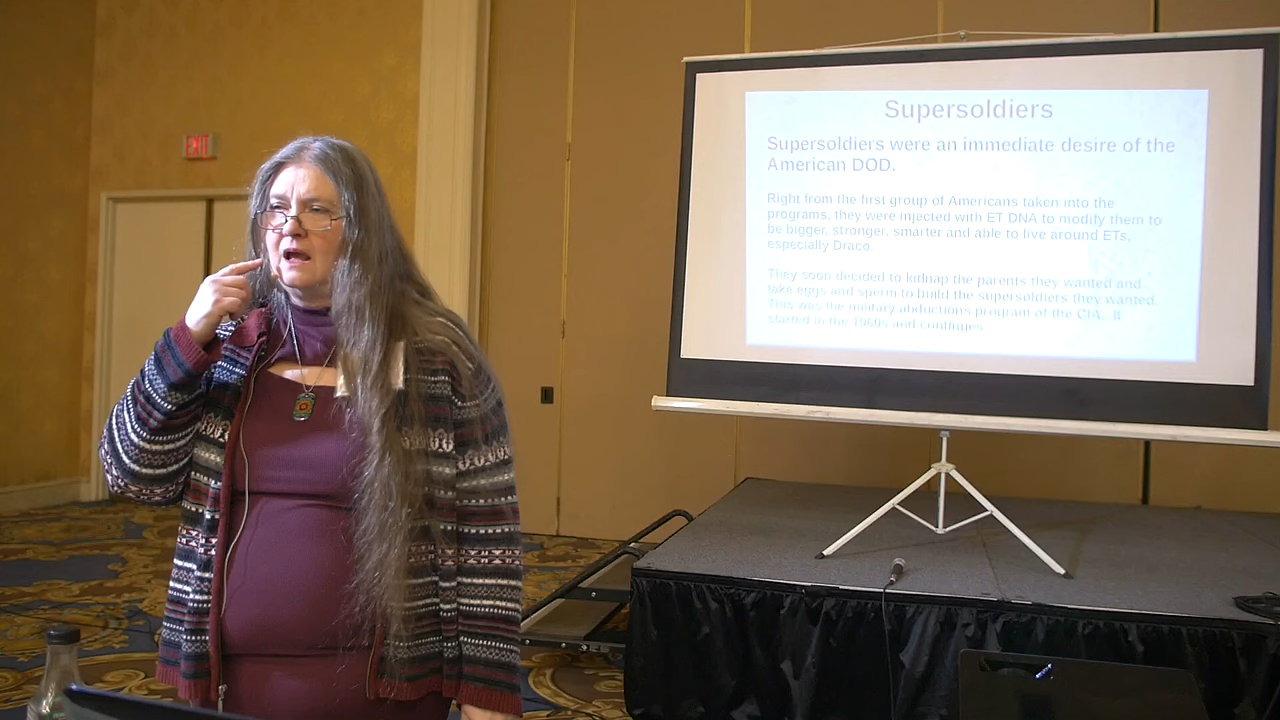 EXIT
Supersoldiers
Supersoldiers were an immediate desire of the
American DOD.
Right from the first group of Americans taken into the
programs, they were injected with ET DNA to modify them to
be bigger, stronger, smarter and able to live around ETs,
especially Draco
They soon decided to kidnap the parents they wanted and
take eggs and sperm to build the supersoldiers they wanted.
This was the military abductions program of the CIA. It
started in the 1960s and continues